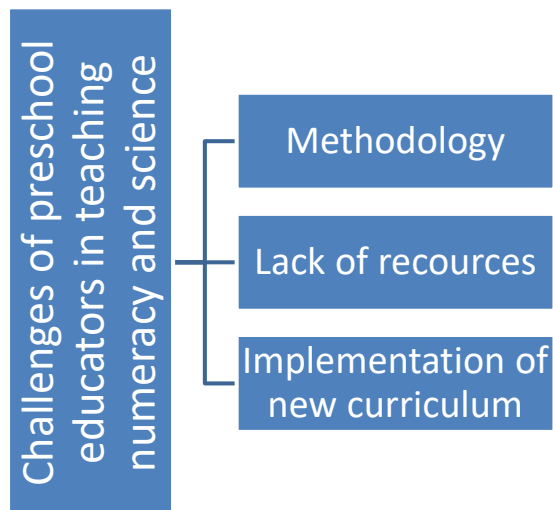 Challenges of preschool
educators in teaching
numeracy and science
Methodology
Lack of recources
Implementation of
new curriculum